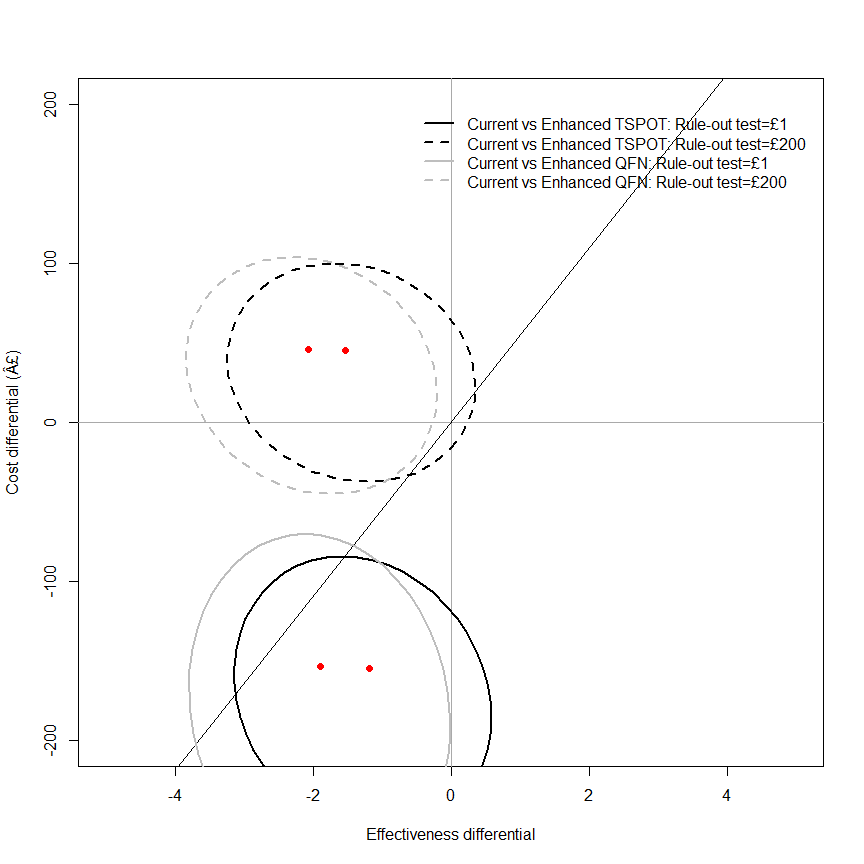 200
100
0
-100
-200
Cost differential (Â£)
Current vs Enhanced TSPOT: Rule-out test=£1
Current vs Enhanced TSPOT: Rule-out test=£200
Current vs Enhanced QFN: Rule-out test=£1
Current vs Enhanced QFN: Rule-out test=£200
-4 -2 0 2 4
Effectiveness differential